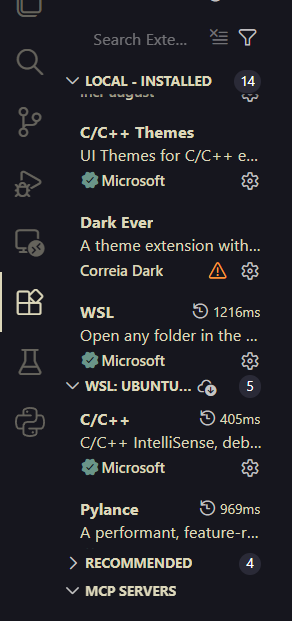 Search Exte...
LOCAL - INSTALLED 14
C/C++ Themes
UI Themes for C/C++ e...
Microsoft
Dark Ever
A theme extension with...
Correia Dark
WSL 1216ms
Open any folder in the ...
Microsoft
WSL: UBUNTU... 5
C/C++ 405ms
C/C++ IntelliSense, deb...
Microsoft
Pylance 969ms
A performant, feature-r...
RECOMMENDED 4
MCP SERVERS